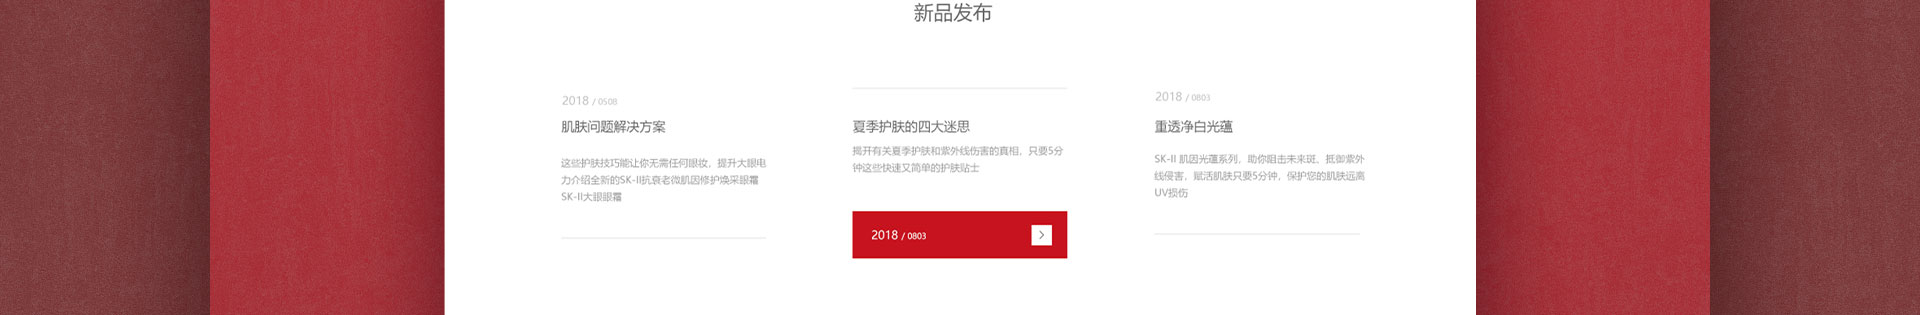 新品发布
2018 / 0508
肌肤问题解决方案
这些护肤技巧能让你无需任何眼妆，提升大眼电
力介绍全新的SK-II抗衰老微肌因修护焕采眼霜
SK-II大眼眼霜
夏季护肤的四大迷思
揭开有关夏季护肤和紫外线伤害的真相，只要5分
钟这些快速又简单的护肤贴士
2018 / 0803
2018 / 0803
重透净白光蕴
SK-II 肌因光蕴系列，助你阻击未来斑、抵御紫外
线侵害，赋活肌肤只要5分钟，保护您的肌肤远离
UV损伤